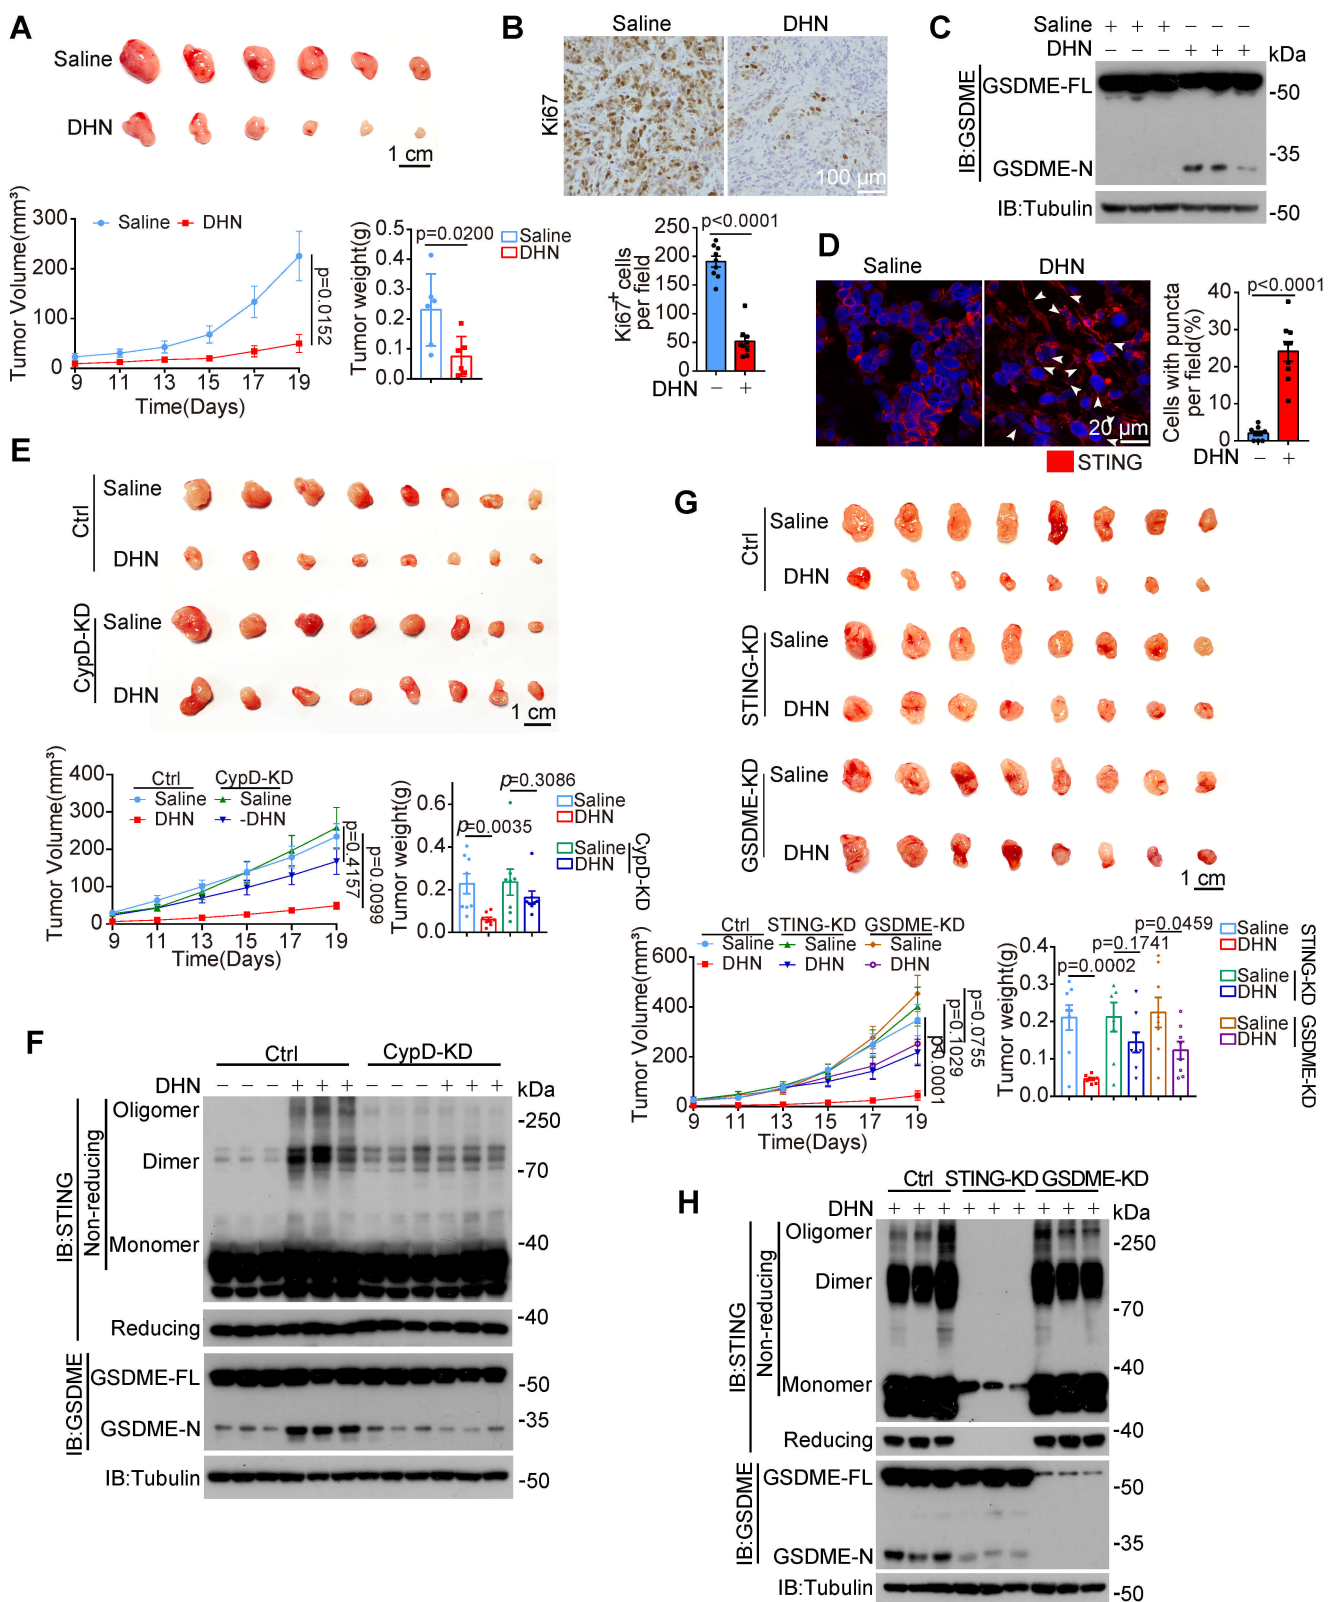 A
Saline
DHN
1 cm
Tumor Volume(mm³)
300
200
100
0
Saline
DHN
p=0.0152
9 11 13 15 17 19
Time(Days)
Tumor weight(g)
0.5
0.4
0.3
0.2
0.1
0.0
p=0.0200
Saline
DHN
B
Saline DHN
Ki67
100 µm
Ki67⁺ cells
per field
250
200
150
100
50
0
p<0.0001
DHN − +
C
Saline + + + − − −
DHN − − − + + +
kDa
IB:GSDME
GSDME-FL
-50
-35
GSDME-N
IB:Tubulin
-50
D
Saline DHN
20 µm
STING
Cells with puncta
per field(%)
40
30
20
10
0
p<0.0001
DHN − +
E
Ctrl
Saline
DHN
CypD-KD
Saline
DHN
1 cm
Tumor Volume(mm³)
400
300
200
100
0
Ctrl CypD-KD
Saline Saline
DHN -DHN
p=0.4157
p=0.0099
9 11 13 15 17 19
Time(Days)
Tumor weight(g)
0.6
0.4
0.2
0.0
p=0.0035
p=0.3086
Saline
DHN
Saline
DHN
CypD-KD
F
Ctrl CypD-KD
DHN − − − + + + − − − + + +
kDa
IB:STING
Non-reducing
Oligomer
-250
Dimer
-70
Monomer
-40
Reducing
-40
IB:GSDME
GSDME-FL
-50
GSDME-N
-35
IB:Tubulin
-50
G
Ctrl
Saline
DHN
STING-KD
Saline
DHN
GSDME-KD
Saline
DHN
1 cm
Tumor Volume(mm³)
600
400
200
0
Ctrl STING-KD GSDME-KD
Saline Saline Saline
DHN DHN DHN
p=0.0755
p=0.1029
9 11 13 15 17 19
Time(Days)
Tumor weight(g)
0.4
0.3
0.2
0.1
0.0
p=0.0002
p=0.1741
p=0.0459
Saline
DHN
Saline
DHN
STING-KD
Saline
DHN
GSDME-KD
H
Ctrl STING-KD GSDME-KD
DHN + + + + + + + + +
kDa
IB:STING
Non-reducing
Oligomer
-250
Dimer
-70
-40
Monomer
-40
Reducing
IB:GSDME
GSDME-FL
-50
-35
GSDME-N
IB:Tubulin
-50